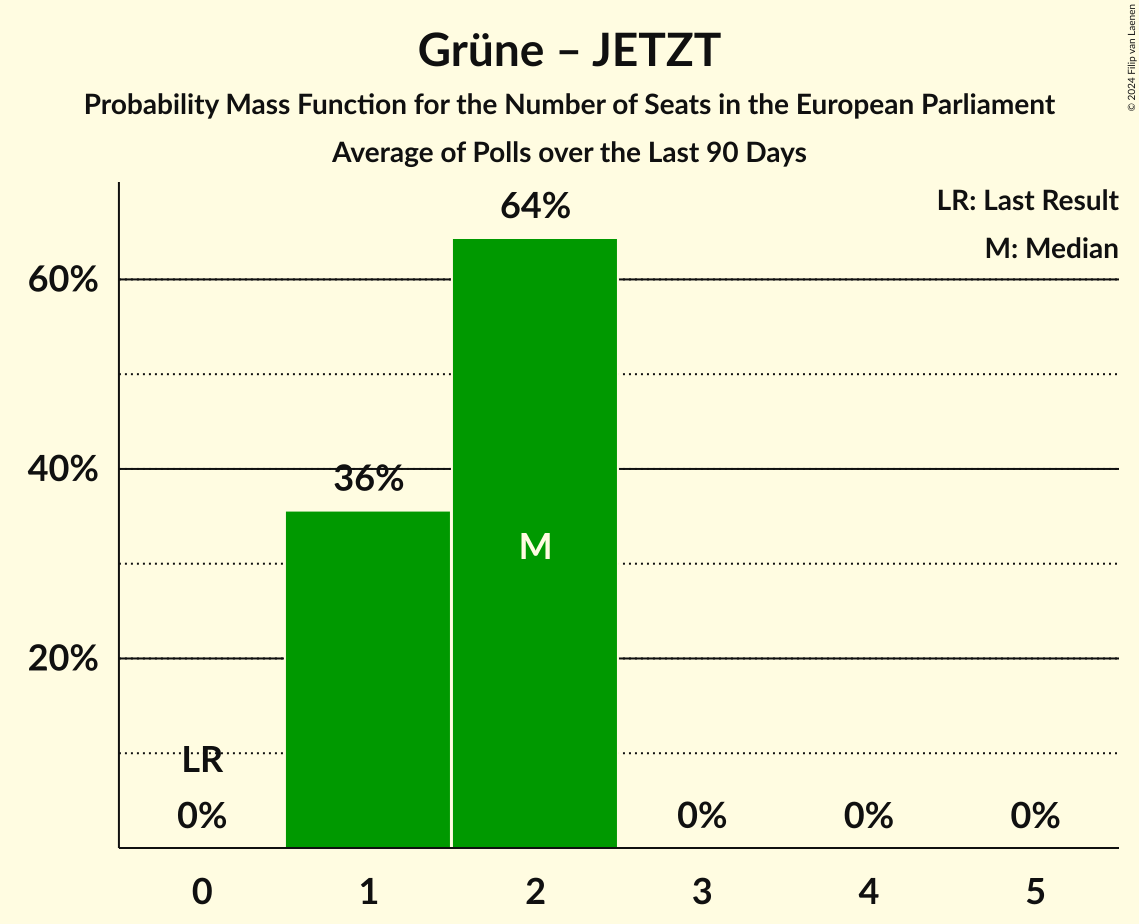 Grüne – JETZT
Probability Mass Function for the Number of Seats in the European Parliament
Average of Polls over the Last 90 Days
© 2024 Filip van Laenen
LR: Last Result
M: Median
64%
60%
40%
36%
M
20%
LR
0%
0%
0%
0%
0
1
2
3
4
5